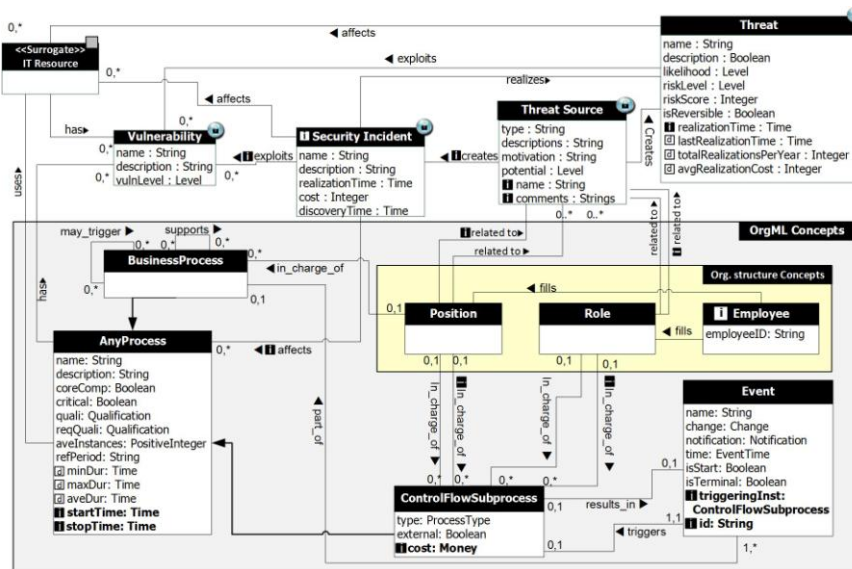 0,*
◀ affects
Threat
<<Surrogate>>
IT Resource
name : String
description : Boolean
likelihood : Level
riskLevel : Level
riskScore : Integer
isReversible : Boolean
i realizationTime : Time
d lastRealizationTime : Time
d totalRealizationsPerYear : Integer
d avgRealizationCost : Integer
◀ exploits
0,*
realizes▶
◀ affects
0,*
has▶
Vulnerability
name : String
description : String
vulnLevel : Level
0,*
0,*
◀ i exploits
0,*
i Security Incident
name : String
description : String
realizationTime : Time
cost : Integer
discoveryTime : Time
◀ i creates
Threat Source
type : String
descriptions : String
motivation : String
potential : Level
i name : String
i comments : Strings
◀ Creates
0..* 0..*
uses▶
OrgML Concepts
may_trigger ▶
supports▶
0,* 0,* 0,*
i related to▶
related to▶
related to▶
i related to▶
BusinessProcess
0,*
◀ in_charge_of
0,*
0,1
Org. structure Concepts
◀ fills
0,1
Position
Role
i Employee
employeeID: String
◀ fills
has▶
AnyProcess
name: String
description: String
coreComp: Boolean
critical: Boolean
quali: Qualification
reqQuali: Qualification
aveInstances: PositiveInteger
refPeriod: String
d minDur: Time
d maxDur: Time
d aveDur: Time
i startTime: Time
i stopTime: Time
0,*
◀ i affects
◀ part_of
0,1 0,1
0,1 0,1
In_charge_of ▶
i In_charge_of ▶
In_charge_of ▶
i In_charge_of ▶
0,* 0,* 0,* 0,*
Event
name: String
change: Change
notification: Notification
time: EventTime
isStart: Boolean
isTerminal: Boolean
i triggeringInst:
ControlFlowSubprocess
i id: String
ControlFlowSubprocess
type: ProcessType
external: Boolean
i cost: Money
0,1
results_in ▶
0,1
◀ triggers
1,1
0,1
1,*